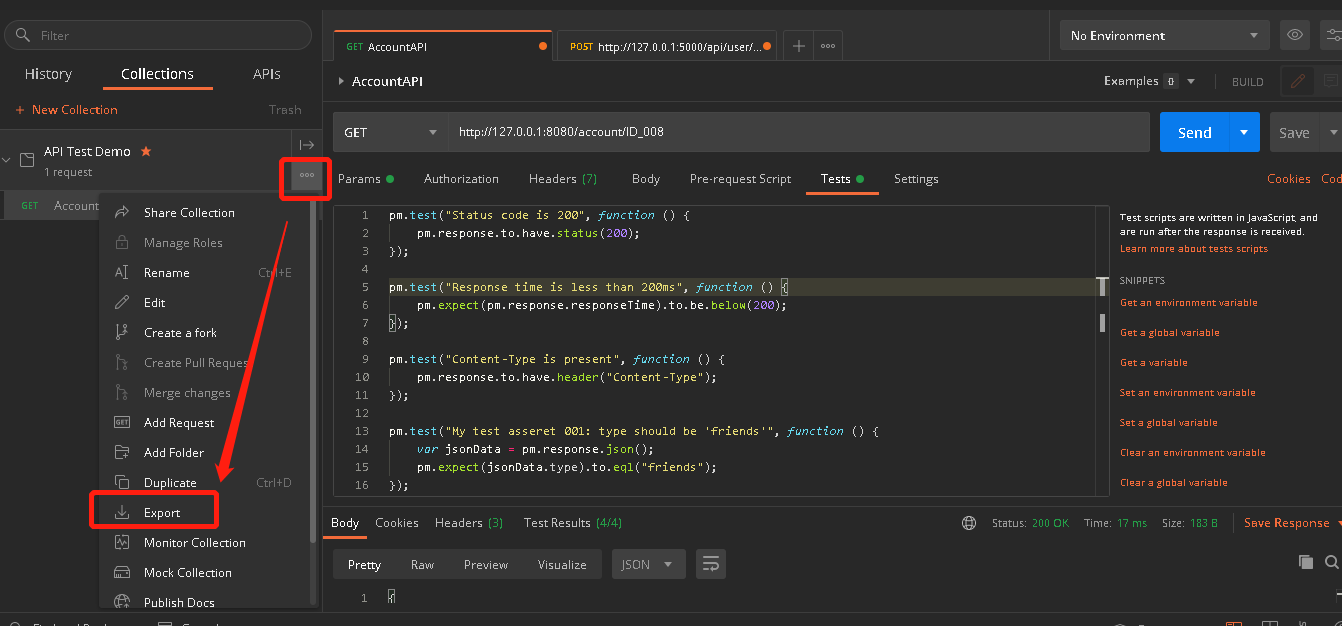 Filter
History Collections APIs
+ New Collection Trash
API Test Demo
1 request
GET Account
Share Collection
Manage Roles
Rename Ctrl+E
Edit
Create a fork
Create Pull Reques
Merge changes
Add Request
Add Folder
Duplicate Ctrl+D
Export
Monitor Collection
Mock Collection
Publish Docs
GET AccountAPI
POST http://127.0.0.1:5000/api/user/...
No Environment
AccountAPI
Examples 0 BUILD
GET http://127.0.0.1:8080/account/ID_008 Send Save
Params Authorization Headers (7) Body Pre-request Script Tests Settings Cookies Cod
1 pm.test("Status code is 200", function () {
2 pm.response.to.have.status(200);
3 });
4
5 pm.test("Response time is less than 200ms", function () {
6 pm.expect(pm.response.responseTime).to.be.below(200);
7 });
8
9 pm.test("Content-Type is present", function () {
10 pm.response.to.have.header("Content-Type");
11 });
12
13 pm.test("My test asseret 001: type should be 'friends'", function () {
14 var jsonData = pm.response.json();
15 pm.expect(jsonData.type).to.eql("friends");
16 });
Test scripts are written in JavaScript, and
are run after the response is received.
Learn more about tests scripts
SNIPPETS
Get an environment variable
Get a global variable
Get a variable
Set an environment variable
Set a global variable
Clear an environment variable
Clear a global variable
Body Cookies Headers (3) Test Results (4/4) Status: 200 OK Time: 17 ms Size: 183 B Save Response
Pretty Raw Preview Visualize JSON
1 {